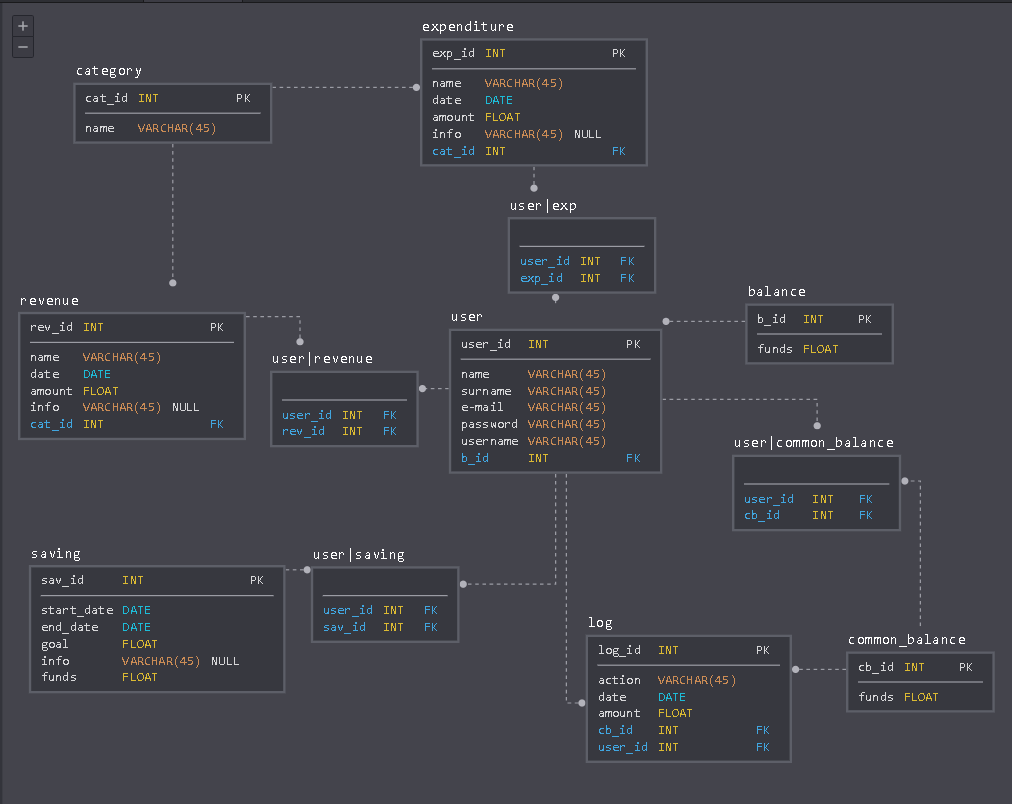 +
−
expenditure
exp_id INT PK
name VARCHAR(45)
date DATE
amount FLOAT
info VARCHAR(45) NULL
cat_id INT FK
category
cat_id INT PK
name VARCHAR(45)
user|exp
user_id INT FK
exp_id INT FK
revenue
rev_id INT PK
name VARCHAR(45)
date DATE
amount FLOAT
info VARCHAR(45) NULL
cat_id INT FK
user|revenue
user_id INT FK
rev_id INT FK
user
user_id INT PK
name VARCHAR(45)
surname VARCHAR(45)
e-mail VARCHAR(45)
password VARCHAR(45)
username VARCHAR(45)
b_id INT FK
balance
b_id INT PK
funds FLOAT
user|common_balance
user_id INT FK
cb_id INT FK
saving
sav_id INT PK
start_date DATE
end_date DATE
goal FLOAT
info VARCHAR(45) NULL
funds FLOAT
user|saving
user_id INT FK
sav_id INT FK
log
log_id INT PK
action VARCHAR(45)
date DATE
amount FLOAT
cb_id INT FK
user_id INT FK
common_balance
cb_id INT PK
funds FLOAT